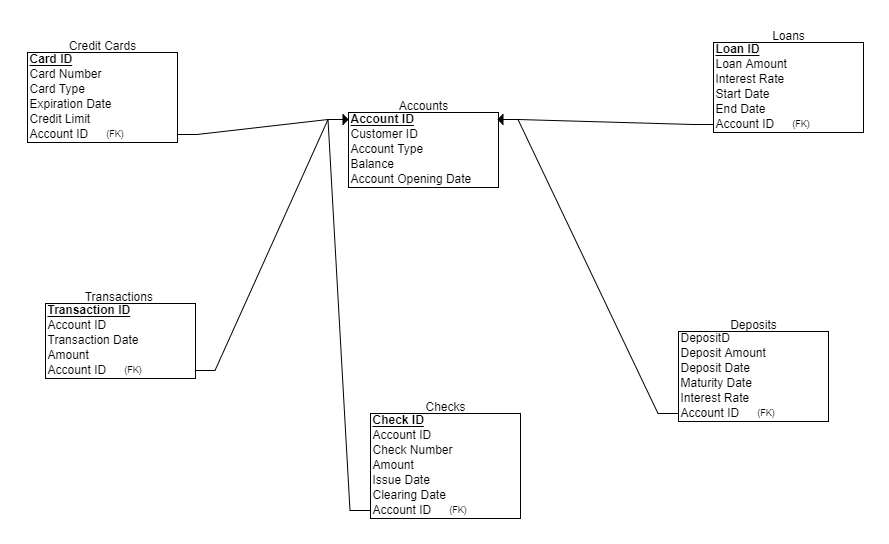 Credit Cards
Card ID
Card Number
Card Type
Expiration Date
Credit Limit
Account ID (FK)
Accounts
Account ID
Customer ID
Account Type
Balance
Account Opening Date
Loans
Loan ID
Loan Amount
Interest Rate
Start Date
End Date
Account ID (FK)
Transactions
Transaction ID
Account ID
Transaction Date
Amount
Account ID (FK)
Checks
Check ID
Account ID
Check Number
Amount
Issue Date
Clearing Date
Account ID (FK)
Deposits
DepositD
Deposit Amount
Deposit Date
Maturity Date
Interest Rate
Account ID (FK)